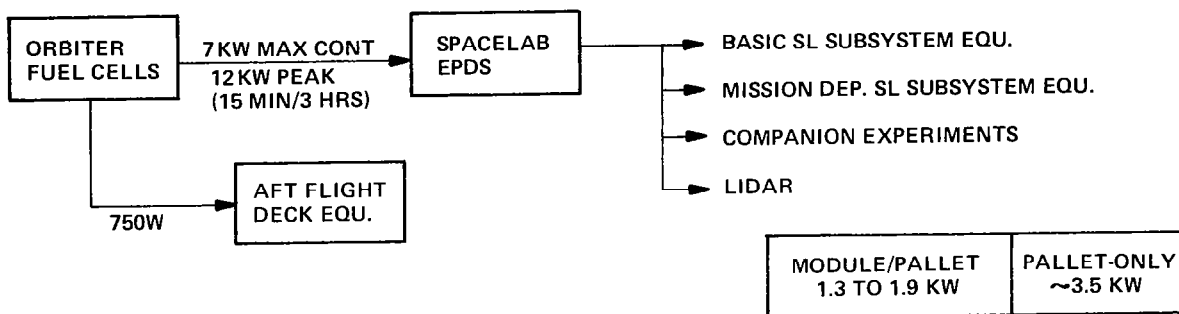 ORBITER
FUEL CELLS
7 KW MAX CONT
12 KW PEAK
(15 MIN/3 HRS)
SPACELAB
EPDS
BASIC SL SUBSYSTEM EQU.
MISSION DEP. SL SUBSYSTEM EQU.
COMPANION EXPERIMENTS
LIDAR
750W
AFT FLIGHT
DECK EQU.
MODULE/PALLET
1.3 TO 1.9 KW
PALLET-ONLY
~3.5 KW